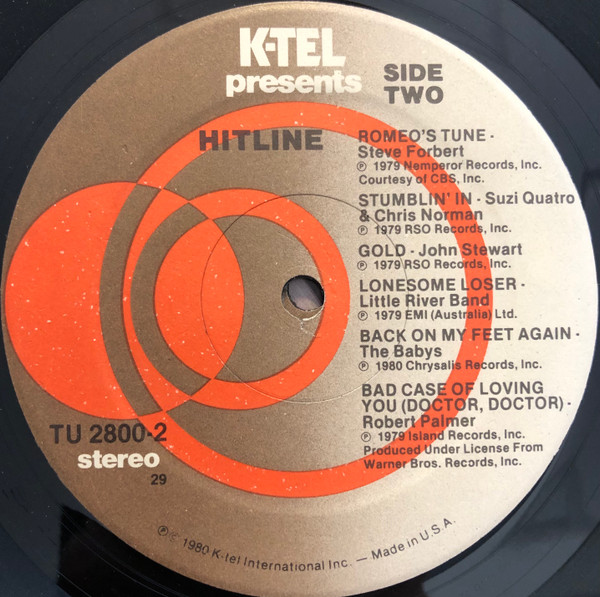 K-TEL
presents
SIDE
TWO
HITLINE
ROMEO'S TUNE -
Steve Forbert
℗ 1979 Nemperor Records, Inc.
Courtesy of CBS, Inc.
STUMBLIN' IN - Suzi Quatro
& Chris Norman
℗ 1979 RSO Records, Inc.
GOLD - John Stewart
℗ 1979 RSO Records, Inc.
LONESOME LOSER -
Little River Band
℗ 1979 EMI (Australia) Ltd.
BACK ON MY FEET AGAIN -
The Babys
℗ 1980 Chrysalis Records, Inc.
BAD CASE OF LOVING
YOU (DOCTOR, DOCTOR) -
Robert Palmer
℗ 1979 Island Records, Inc.
Produced Under License From
Warner Bros. Records, Inc.
TU 2800-2
stereo
29
1980 K-tel International Inc. — Made in U.S.A.